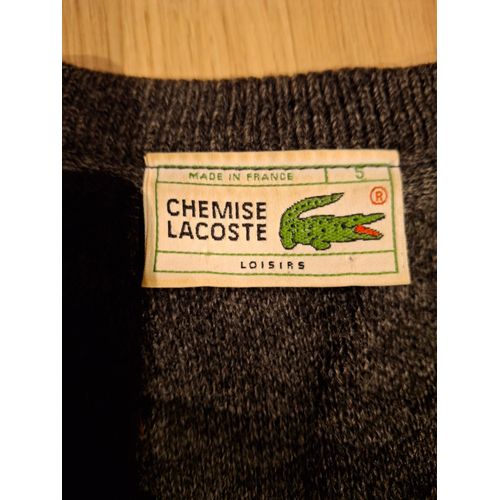 MADE IN FRANCE 5
CHEMISE
LACOSTE ®
LOISIRS